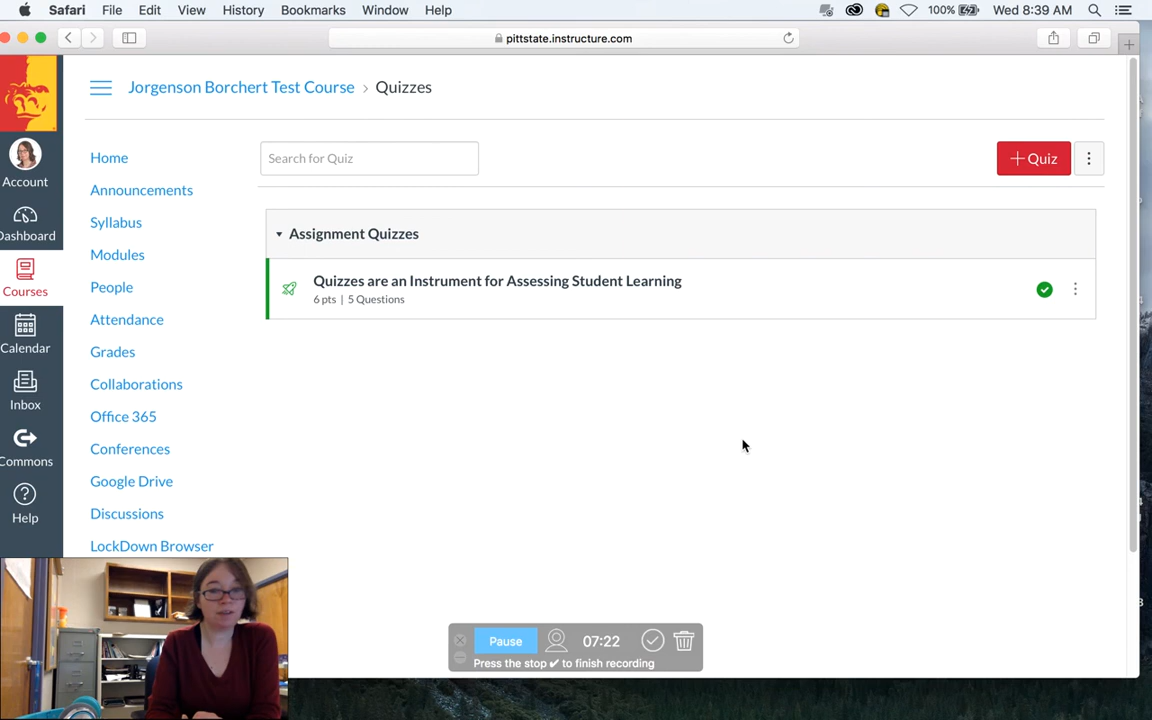 Safari File Edit View History Bookmarks Window Help 100% Wed 8:39 AM
pittstate.instructure.com
Jorgenson Borchert Test Course › Quizzes
Account
Dashboard
Courses
Calendar
Inbox
Commons
Help
Home
Announcements
Syllabus
Modules
People
Attendance
Grades
Collaborations
Office 365
Conferences
Google Drive
Discussions
LockDown Browser
Search for Quiz
+ Quiz
Assignment Quizzes
Quizzes are an Instrument for Assessing Student Learning
6 pts | 5 Questions
Pause 07:22
Press the stop ✔ to finish recording